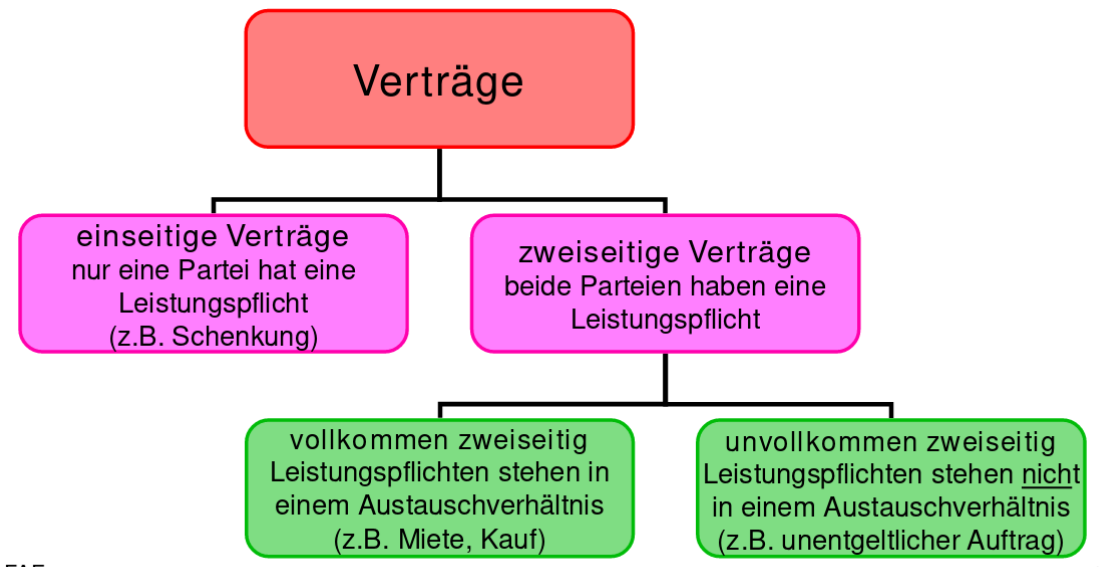 Verträge
einseitige Verträge
nur eine Partei hat eine
Leistungspflicht
(z.B. Schenkung)
zweiseitige Verträge
beide Parteien haben eine
Leistungspflicht
vollkommen zweiseitig
Leistungspflichten stehen in
einem Austauschverhältnis
(z.B. Miete, Kauf)
unvollkommen zweiseitig
Leistungspflichten stehen nicht
in einem Austauschverhältnis
(z.B. unentgeltlicher Auftrag)